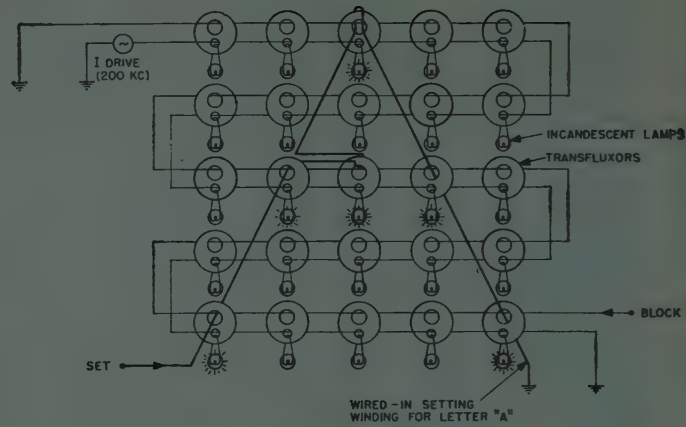 I DRIVE
(200 KC)
INCANDESCENT LAMPS
TRANSFLUXORS
BLOCK
SET
WIRED-IN SETTING
WINDING FOR LETTER "A"